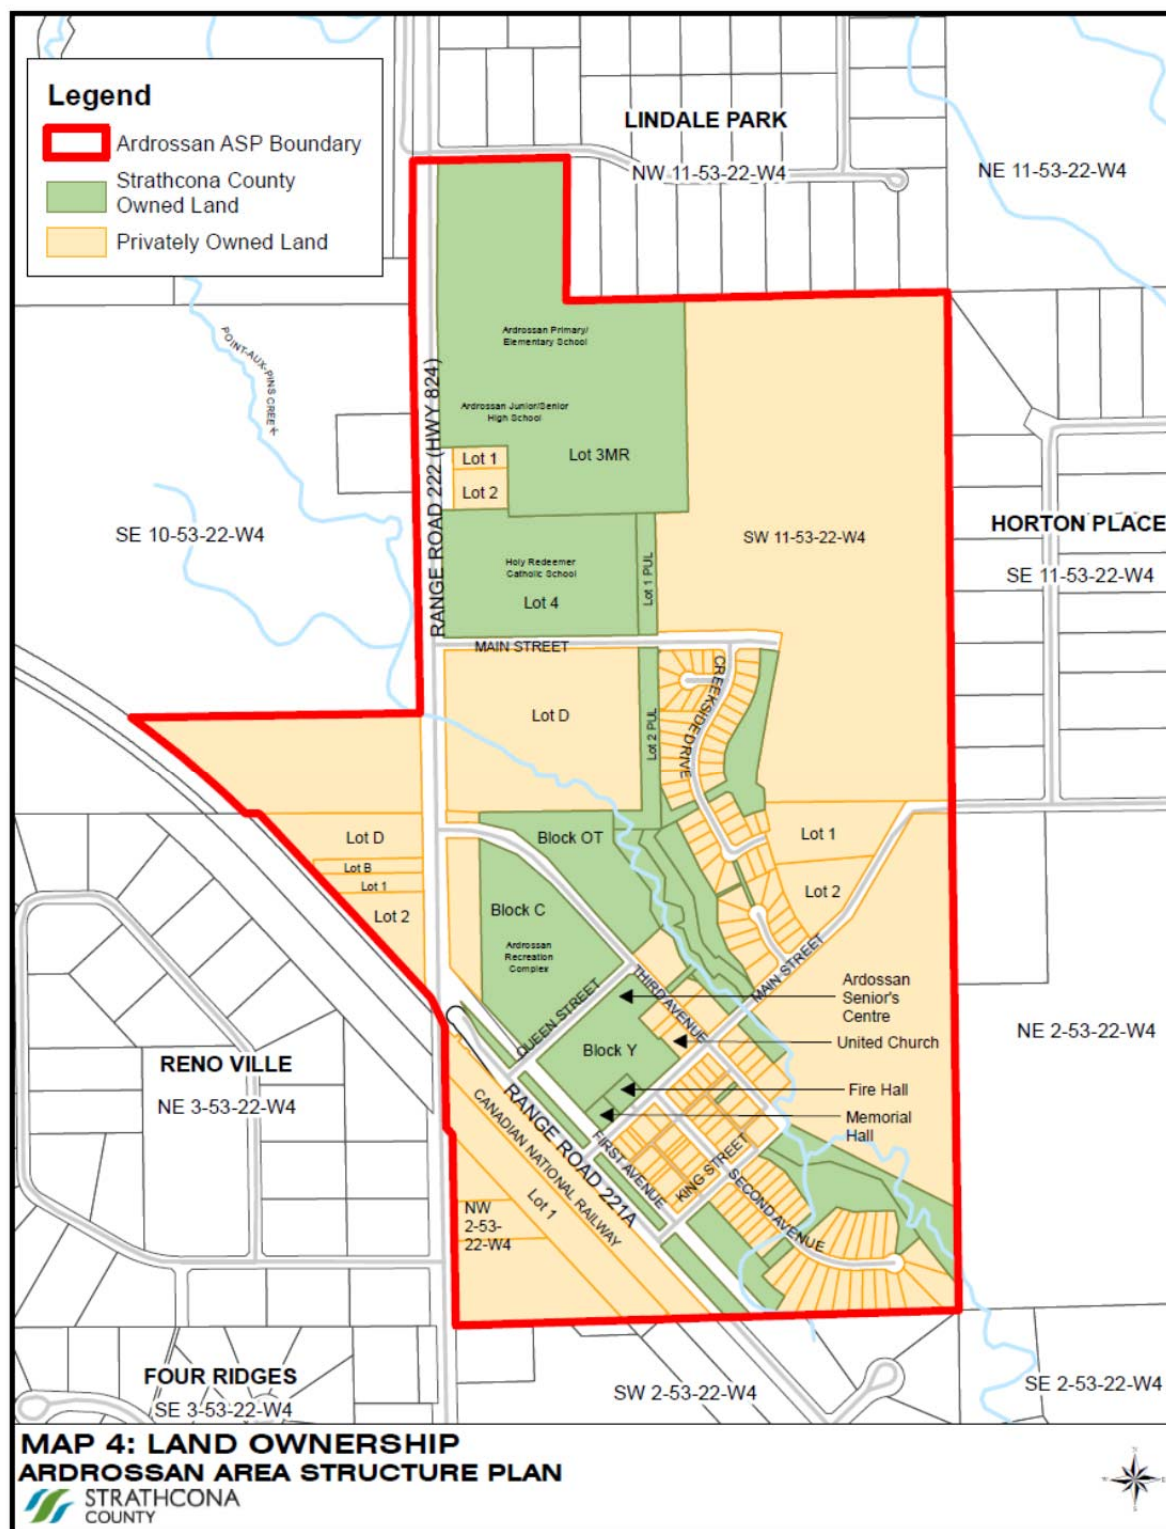 Legend
Ardrossan ASP Boundary
Strathcona County
Owned Land
Privately Owned Land
LINDALE PARK
NW 11-53-22-W4
NE 11-53-22-W4
POINT-AUX-PINS CREEK
RANGE ROAD 222 (HWY 824)
Ardrossan Primary/
Elementary School
Ardrossan Junior/Senior
High School
Lot 1
Lot 3MR
Lot 2
SE 10-53-22-W4
SW 11-53-22-W4
HORTON PLACE
SE 11-53-22-W4
Holy Redeemer
Catholic School
Lot 4
Lot 1 PUL
MAIN STREET
CREEKSIDE DRIVE
Lot D
Lot 2 PUL
Lot D
Lot B
Lot 1
Lot 2
Block OT
Lot 1
Lot 2
Block C
Ardrossan
Recreation
Complex
QUEEN STREET
THIRD AVENUE
MAIN STREET
Ardossan
Senior's
Centre
United Church
Block Y
Fire Hall
Memorial
Hall
NE 2-53-22-W4
RENO VILLE
NE 3-53-22-W4
RANGE ROAD 221A
CANADIAN NATIONAL RAILWAY
FIRST AVENUE
KING STREET
SECOND AVENUE
Lot 1
NW
2-53-
22-W4
FOUR RIDGES
SE 3-53-22-W4
SW 2-53-22-W4
SE 2-53-22-W4
MAP 4: LAND OWNERSHIP
ARDROSSAN AREA STRUCTURE PLAN
STRATHCONA
COUNTY